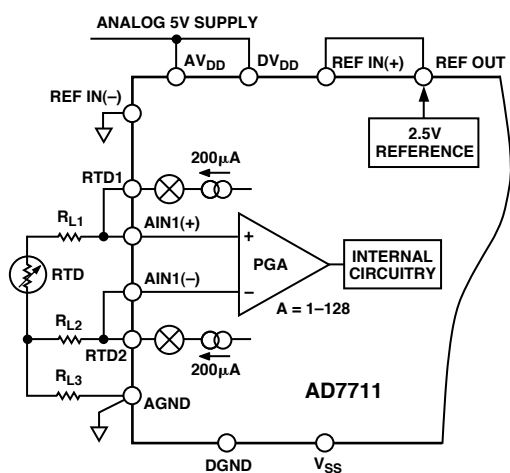 ANALOG 5V SUPPLY
AVDD
DVDD
REF IN(+)
REF OUT
REF IN(–)
2.5V
REFERENCE
RTD1
200µA
RL1
AIN1(+)
RTD
PGA
INTERNAL
CIRCUITRY
AIN1(–)
A = 1–128
RL2
RTD2
200µA
RL3
AGND
AD7711
DGND
VSS
+
–